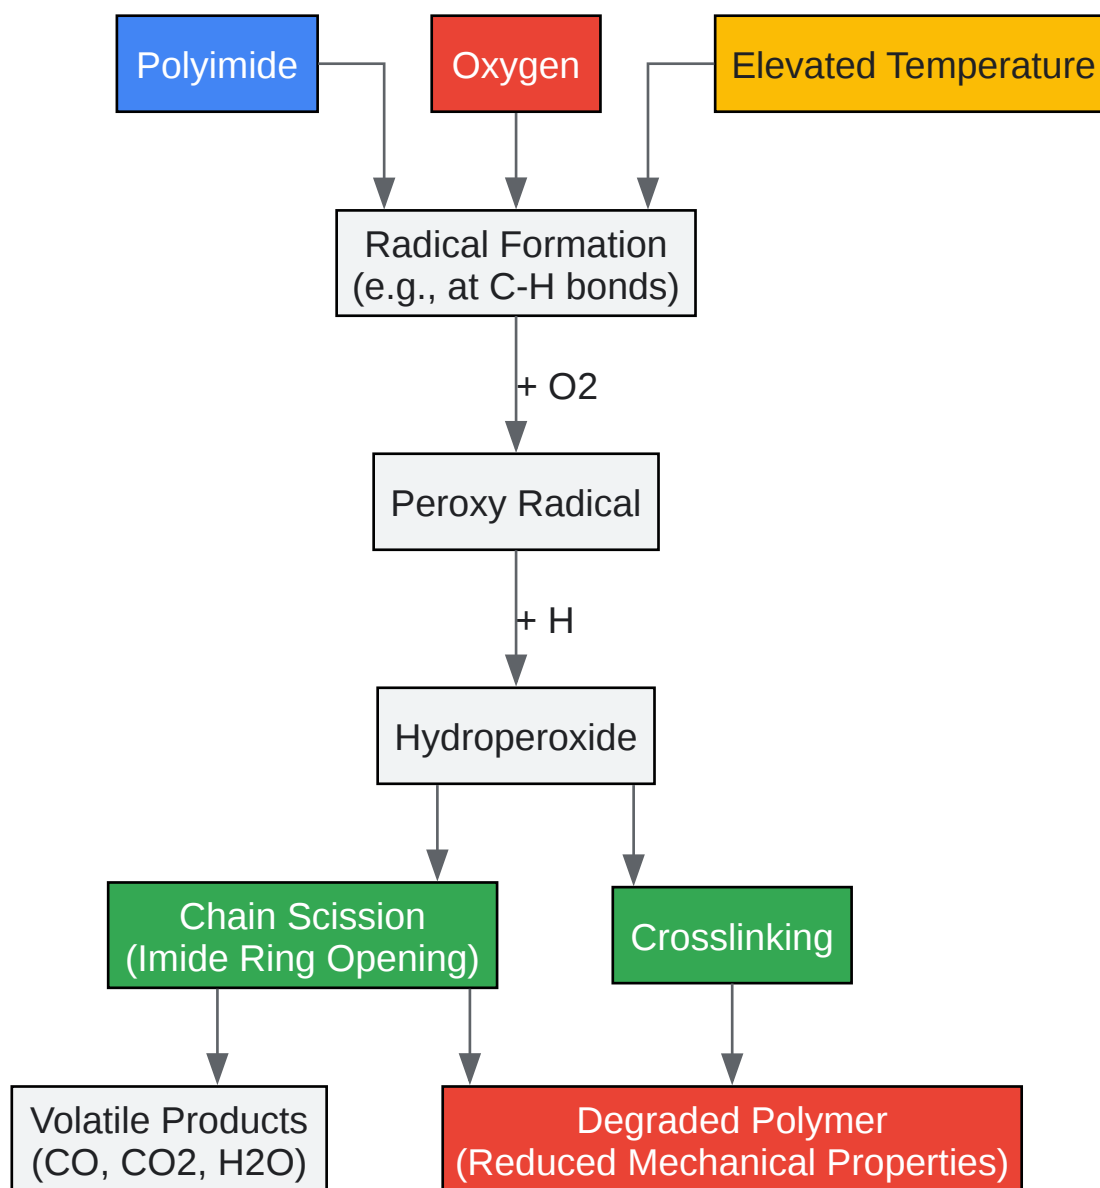 Polyimide
Oxygen
Elevated Temperature
Radical Formation
(e.g., at C-H bonds)
+ O2
Peroxy Radical
+ H
Hydroperoxide
Chain Scission
(Imide Ring Opening)
Crosslinking
Volatile Products
(CO, CO2, H2O)
Degraded Polymer
(Reduced Mechanical Properties)